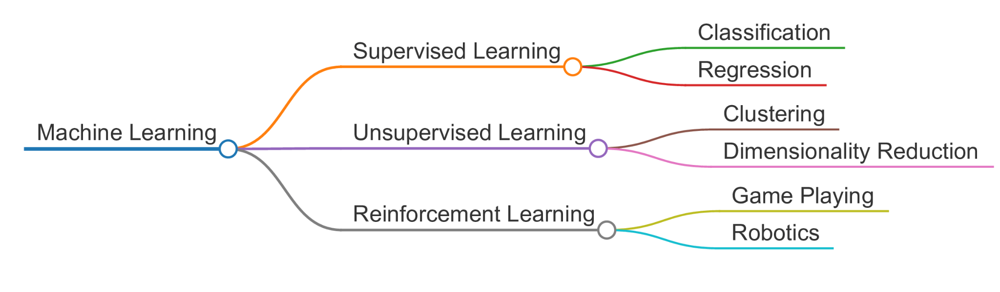 Machine Learning
Supervised Learning
Classification
Regression
Unsupervised Learning
Clustering
Dimensionality Reduction
Reinforcement Learning
Game Playing
Robotics